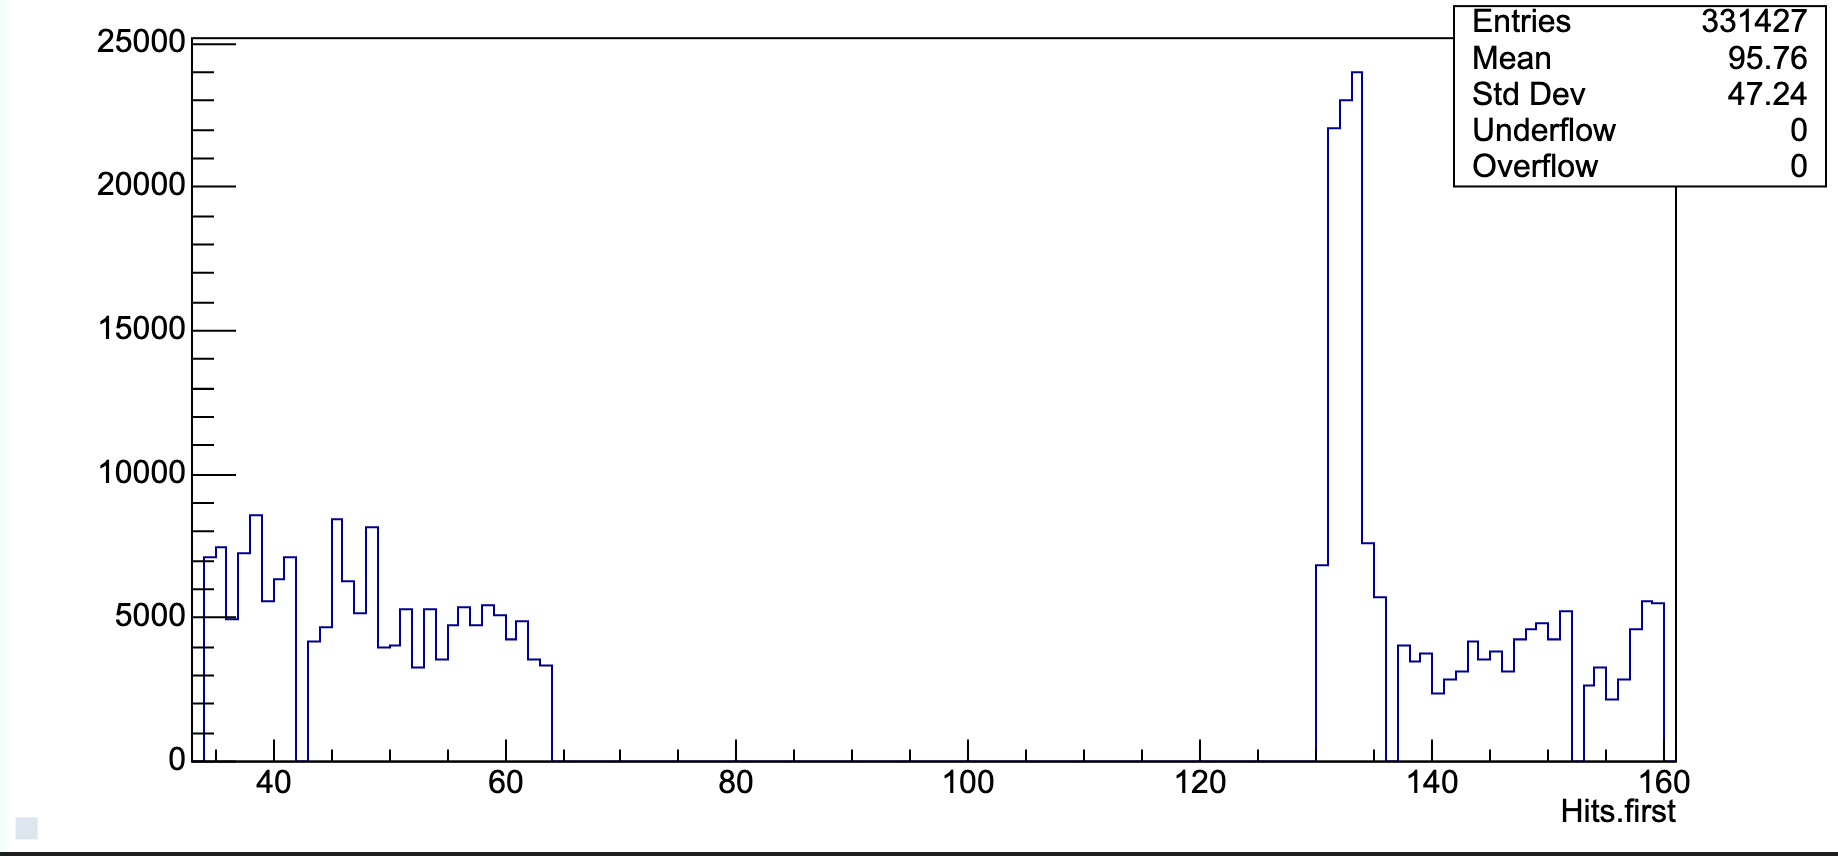 Entries 331427
Mean 95.76
Std Dev 47.24
Underflow 0
Overflow 0
25000
20000
15000
10000
5000
0
40 60 80 100 120 140 160
Hits.first